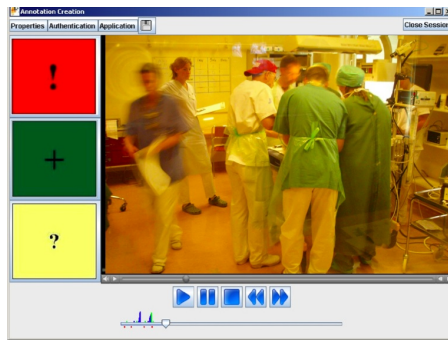 Annotation Creation
Properties Authentication Application Close Session
!
+
?